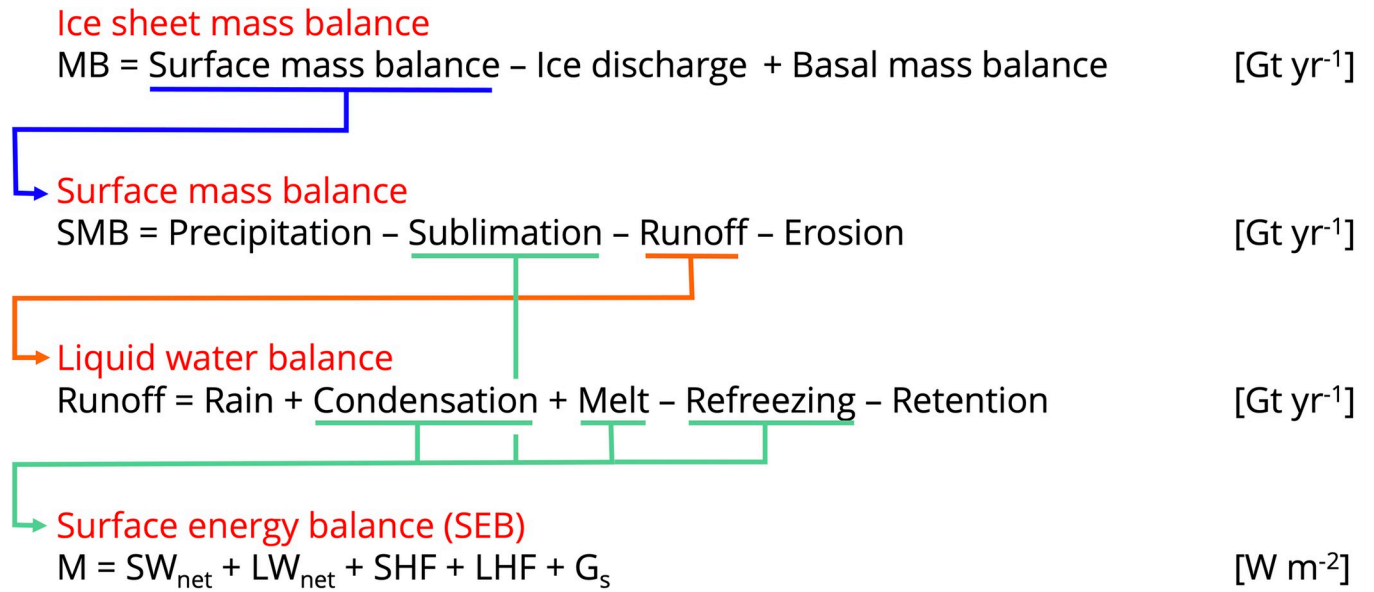 Ice sheet mass balance
MB = Surface mass balance – Ice discharge + Basal mass balance [Gt yr⁻¹]
Surface mass balance
SMB = Precipitation – Sublimation – Runoff – Erosion [Gt yr⁻¹]
Liquid water balance
Runoff = Rain + Condensation + Melt – Refreezing – Retention [Gt yr⁻¹]
Surface energy balance (SEB)
M = SWnet + LWnet + SHF + LHF + Gs [W m⁻²]